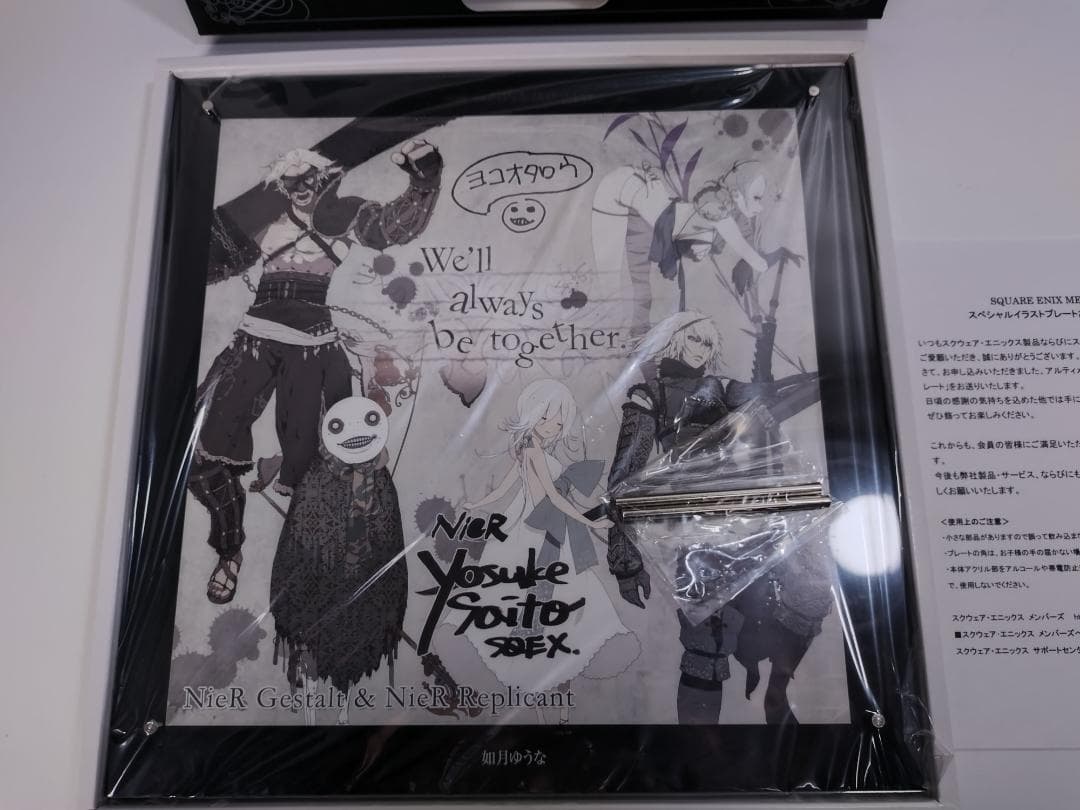 ヨコオタロウ
We'll
always
be together.
NieR
Yosuke
Saito
SQEX.
NieR Gestalt & NieR Replicant
如月ゆうな
SQUARE ENIX ME
スペシャルイラストプレート
いつもスクウェア・エニックス製品ならびにス
ご愛顧いただき、誠にありがとうございます。
さて、お申し込みいただきました、アルティメ
レート」をお送りいたします。
日頃の感謝の気持ちを込めた他では手に
ぜひ飾ってお楽しみください。
これからも、会員の皆様にご満足いただ
す。
今後も弊社製品・サービス、ならびにも
しくお願いいたします。
<使用上のご注意>
・小さな部品がありますので誤って飲み込ま
・プレートの角は、お子様の手の届かない場
・本体アクリル部をアルコールや帯電防止
で、使用しないでください。
スクウェア・エニックス メンバーズ
■スクウェア・エニックス メンバーズ
スクウェア・エニックス サポートセン